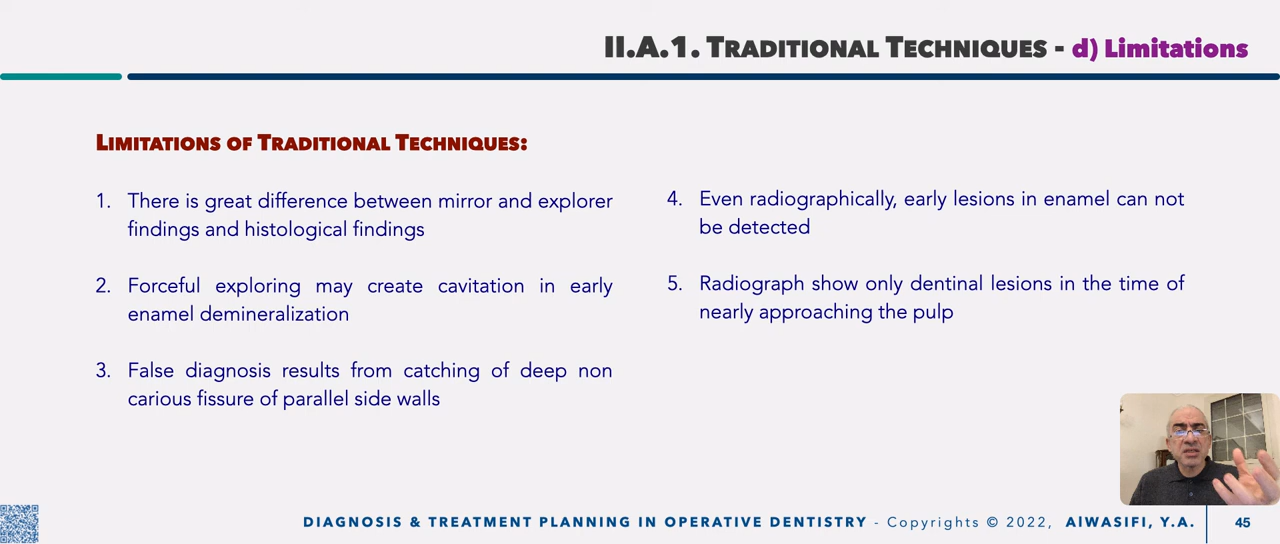 II.A.1. TRADITIONAL TECHNIQUES - d) Limitations
LIMITATIONS OF TRADITIONAL TECHNIQUES:
1. There is great difference between mirror and explorer
findings and histological findings
2. Forceful exploring may create cavitation in early
enamel demineralization
3. False diagnosis results from catching of deep non
carious fissure of parallel side walls
4. Even radiographically, early lesions in enamel can not
be detected
5. Radiograph show only dentinal lesions in the time of
nearly approaching the pulp
DIAGNOSIS & TREATMENT PLANNING IN OPERATIVE DENTISTRY - Copyrights © 2022, AlWASIFI, Y.A. 45